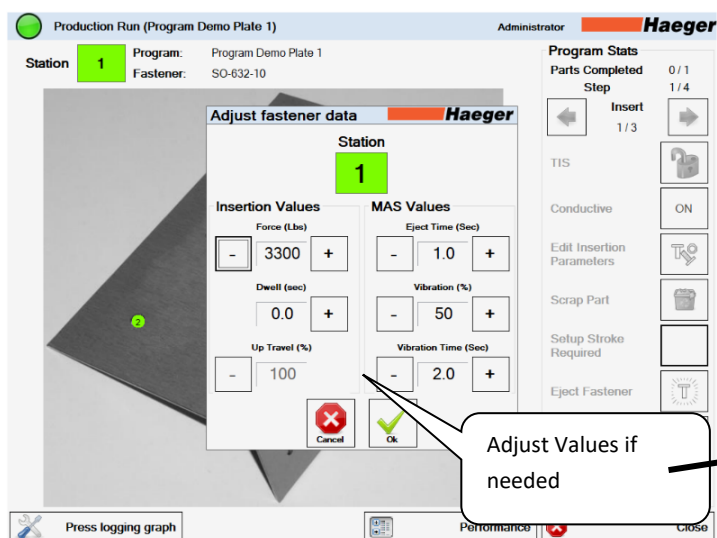 Production Run (Program Demo Plate 1)
Administrator
Haeger
Station
1
Program: Program Demo Plate 1
Fastener: SO-632-10
Program Stats
Parts Completed 0 / 1
Step 1 / 4
Insert
1 / 3
TIS
Conductive ON
Edit Insertion
Parameters
Scrap Part
Setup Stroke
Required
Eject Fastener
T
2
Adjust fastener data
Haeger
Station
1
Insertion Values
Force (Lbs)
- 3300 +
Dwell (sec)
0.0 +
Up Travel (%)
- 100
MAS Values
Eject Time (Sec)
- 1.0 +
Vibration (%)
- 50 +
Vibration Time (Sec)
- 2.0 +
Cancel
Ok
Adjust Values if
needed
Press logging graph
Performance
Close